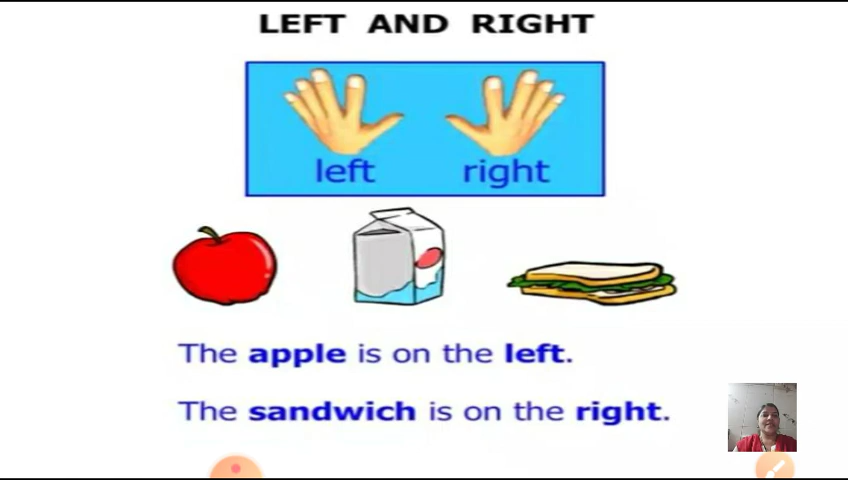 LEFT AND RIGHT
left right
The apple is on the left.
The sandwich is on the right.